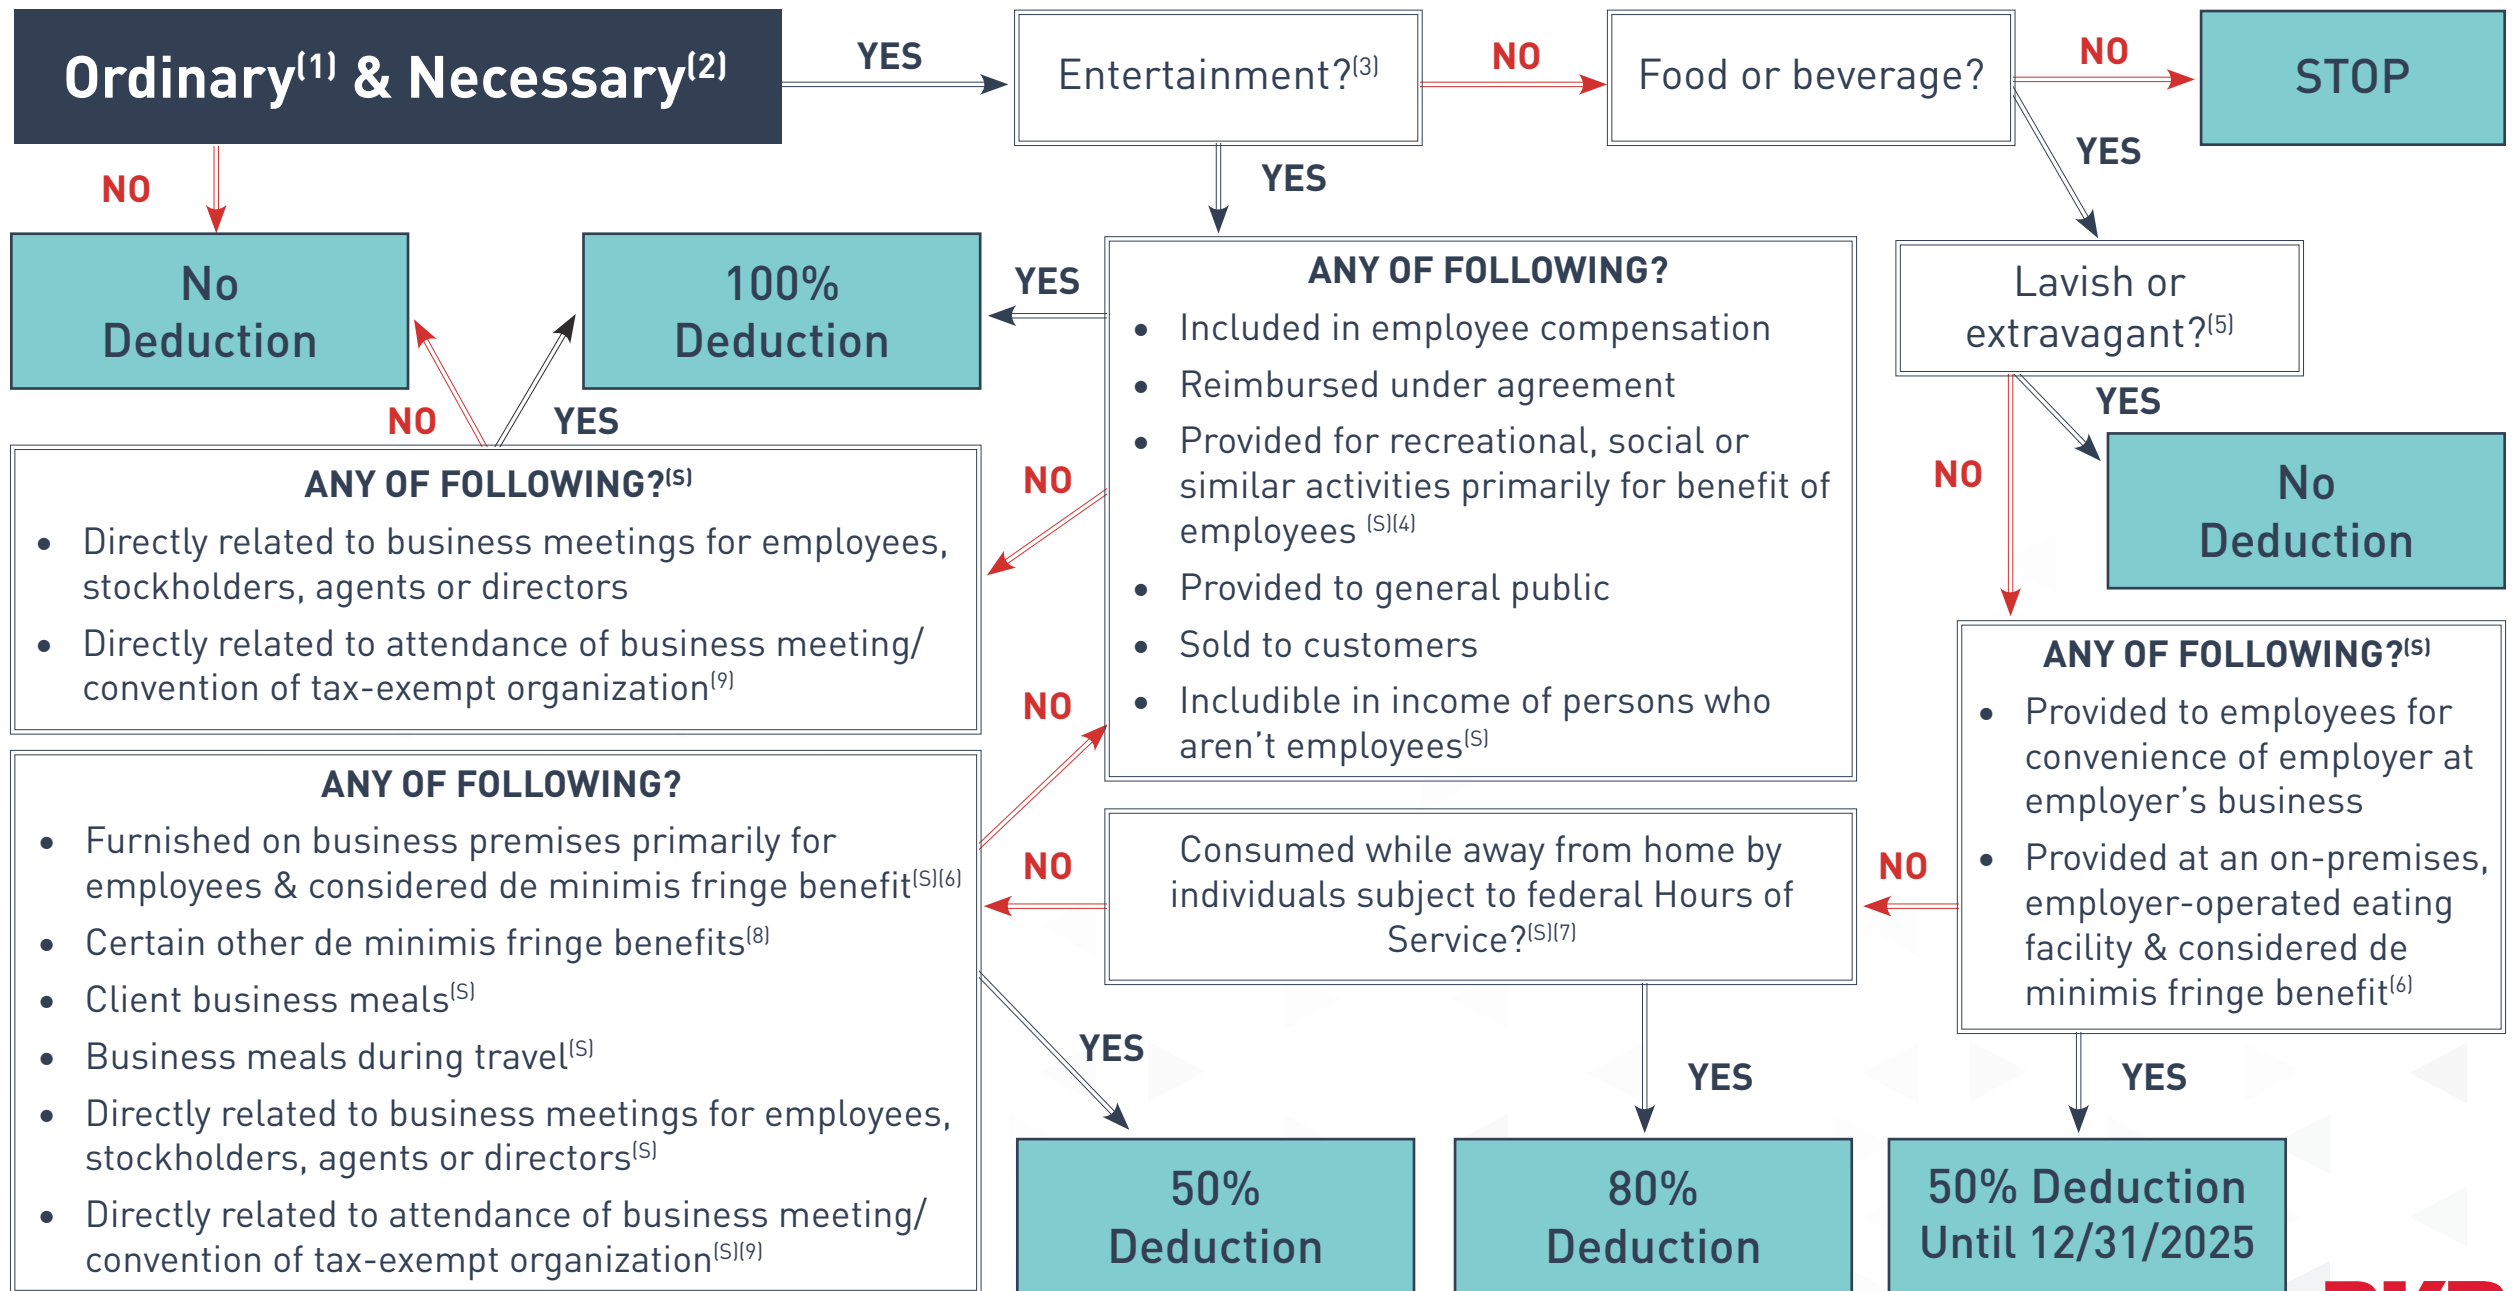 Ordinary(1) & Necessary(2)
YES
Entertainment?(3)
NO
Food or beverage?
NO
STOP
YES
YES
NO
No
Deduction
100%
Deduction
YES
ANY OF FOLLOWING?
• Included in employee compensation
• Reimbursed under agreement
• Provided for recreational, social or
similar activities primarily for benefit of
employees (S)(4)
• Provided to general public
• Sold to customers
• Includible in income of persons who
aren't employees(S)
Lavish or
extravagant?(5)
YES
NO
No
Deduction
NO
YES
NO
ANY OF FOLLOWING?(S)
• Directly related to business meetings for employees,
stockholders, agents or directors
• Directly related to attendance of business meeting/
convention of tax-exempt organization(9)
NO
ANY OF FOLLOWING?(S)
• Provided to employees for
convenience of employer at
employer's business
• Provided at an on-premises,
employer-operated eating
facility & considered de
minimis fringe benefit(6)
NO
Consumed while away from home by
individuals subject to federal Hours of
Service?(S)(7)
NO
ANY OF FOLLOWING?
• Furnished on business premises primarily for
employees & considered de minimis fringe benefit(S)(6)
• Certain other de minimis fringe benefits(8)
• Client business meals(S)
• Business meals during travel(S)
• Directly related to business meetings for employees,
stockholders, agents or directors(S)
• Directly related to attendance of business meeting/
convention of tax-exempt organization(S)(9)
YES
YES
YES
50%
Deduction
80%
Deduction
50% Deduction
Until 12/31/2025